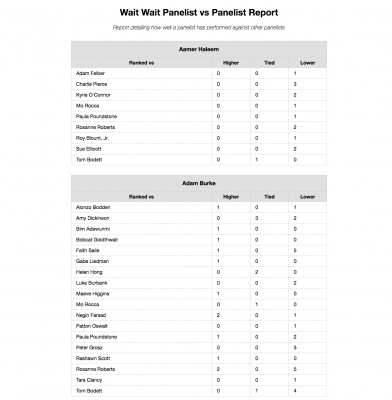 Wait Wait Panelist vs Panelist Report
Report detailing how well a panelist has performed against other panelists
Aamer Haleem
Ranked vs Higher Tied Lower
Adam Felber 0 0 1
Charlie Pierce 0 0 3
Kyrie O'Connor 0 0 2
Mo Rocca 0 0 1
Paula Poundstone 0 0 1
Roxanne Roberts 0 0 2
Roy Blount, Jr. 0 0 1
Sue Ellicott 0 0 2
Tom Bodett 0 1 0
Adam Burke
Ranked vs Higher Tied Lower
Alonzo Bodden 1 0 1
Amy Dickinson 0 3 2
Bim Adewunmi 1 0 0
Bobcat Goldthwait 1 0 0
Faith Salie 1 0 5
Gabe Liedman 1 0 0
Helen Hong 0 2 0
Luke Burbank 0 0 2
Maeve Higgins 1 0 0
Mo Rocca 0 1 0
Negin Farsad 2 0 1
Patton Oswalt 0 0 1
Paula Poundstone 1 0 2
Peter Grosz 0 0 3
Rashawn Scott 1 0 0
Roxanne Roberts 2 0 5
Tara Clancy 0 0 1
Tom Bodett 0 1 4